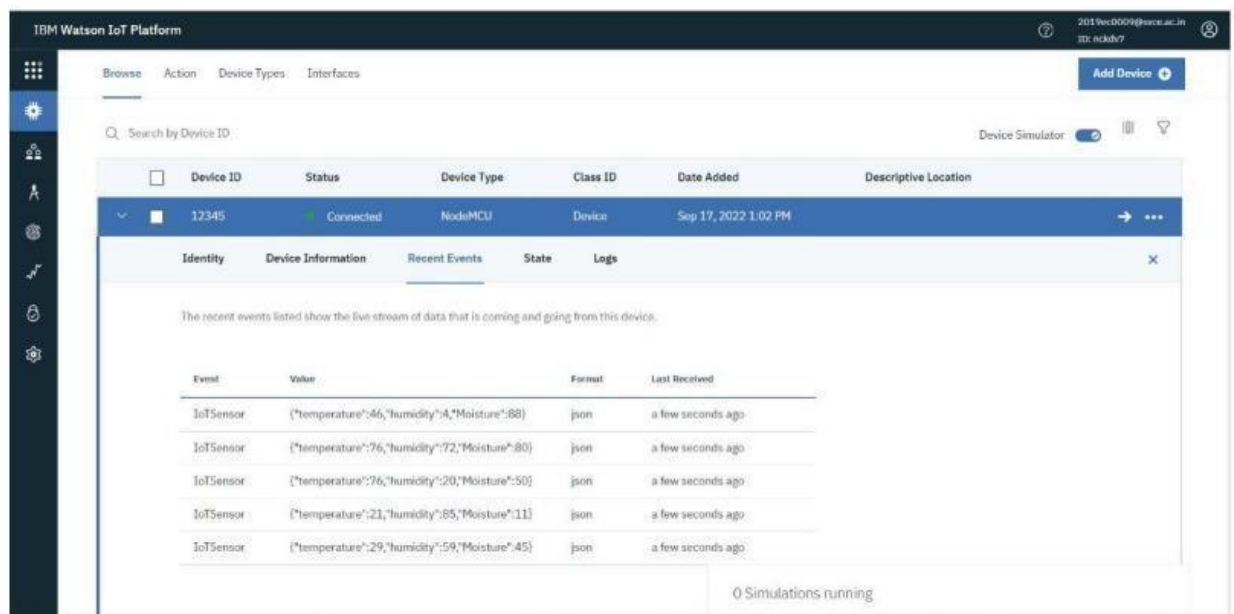 IBM Watson IoT Platform
2019ec0009@svce.ac.in
ID: nckdv7
Browse Action Device Types Interfaces
Add Device
Search by Device ID
Device Simulator
Device ID Status Device Type Class ID Date Added Descriptive Location
12345 Connected NodeMCU Device Sep 17, 2022 1:02 PM
Identity Device Information Recent Events State Logs
The recent events listed show the live stream of data that is coming and going from this device.
Event Value Format Last Received
IoTSensor {"temperature":46,"humidity":4,"Moisture":88} json a few seconds ago
IoTSensor {"temperature":76,"humidity":72,"Moisture":80} json a few seconds ago
IoTSensor {"temperature":76,"humidity":20,"Moisture":50} json a few seconds ago
IoTSensor {"temperature":21,"humidity":85,"Moisture":11} json a few seconds ago
IoTSensor {"temperature":29,"humidity":59,"Moisture":45} json a few seconds ago
0 Simulations running